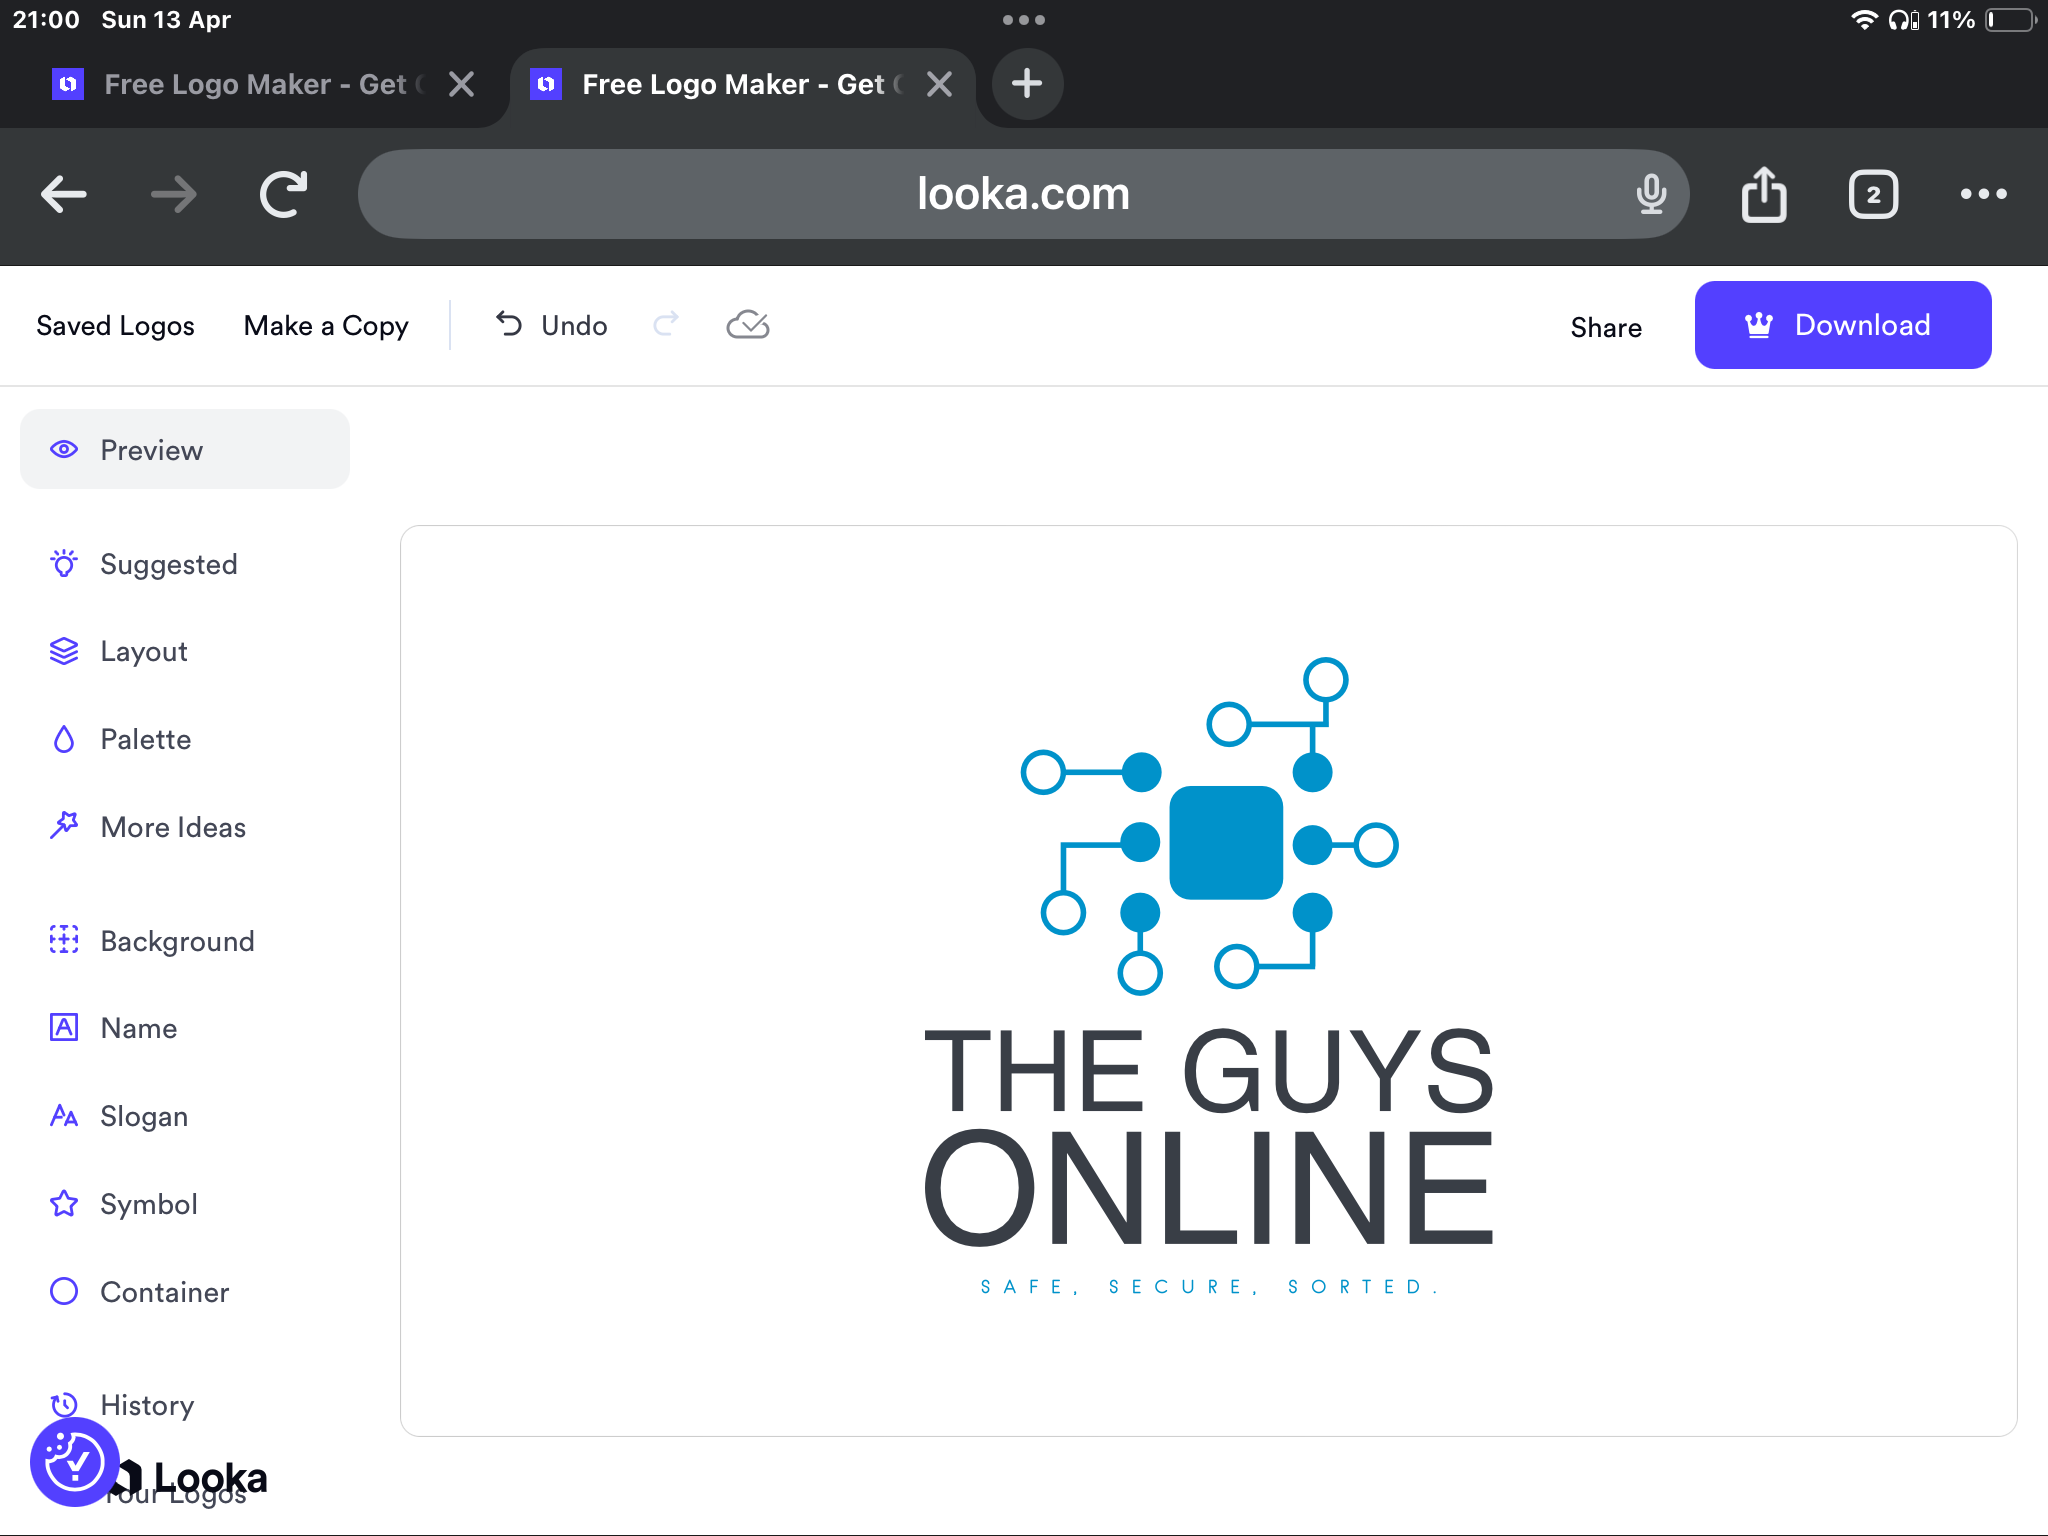 21:00 Sun 13 Apr
11%
Free Logo Maker - Get
Free Logo Maker - Get
looka.com
2
Saved Logos
Make a Copy
Undo
Share
Download
Preview
Suggested
Layout
Palette
More Ideas
Background
Name
Slogan
Symbol
Container
History
Looka
Your Logos
THE GUYS
ONLINE
SAFE, SECURE, SORTED.